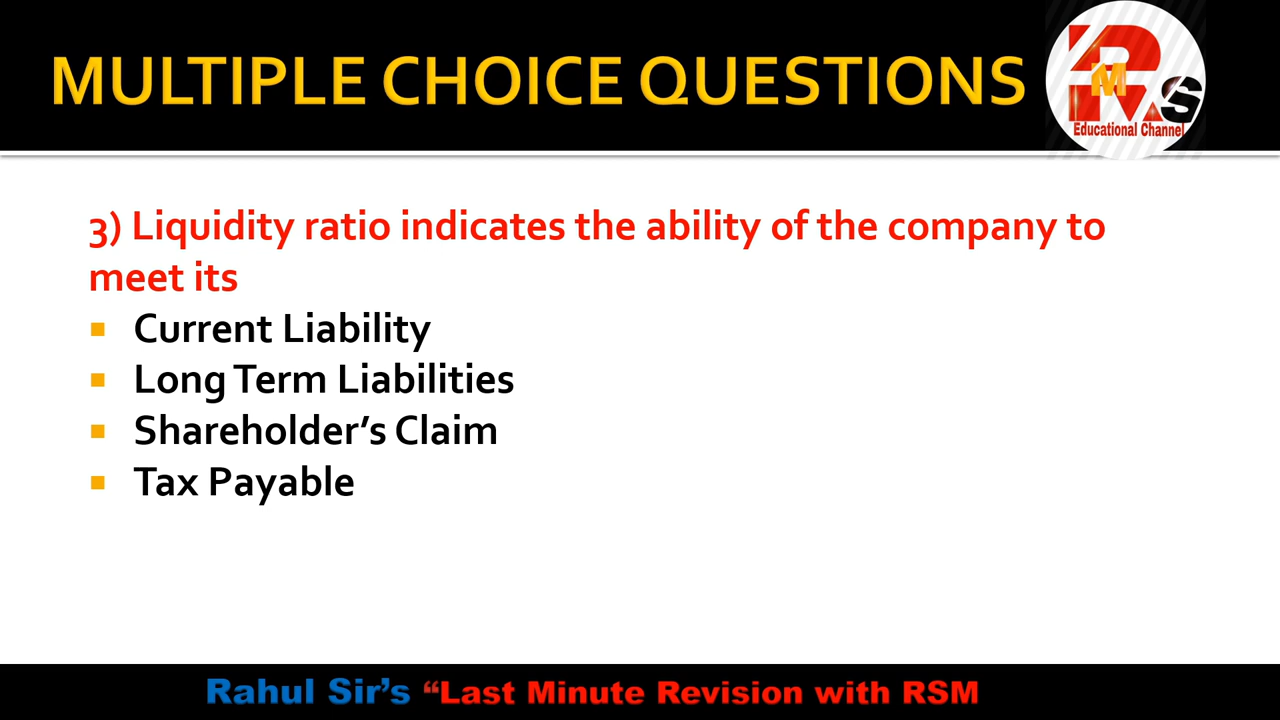 MULTIPLE CHOICE QUESTIONS
RMS
Educational Channel
3) Liquidity ratio indicates the ability of the company to
meet its
Current Liability
Long Term Liabilities
Shareholder’s Claim
Tax Payable
Rahul Sir’s “Last Minute Revision with RSM